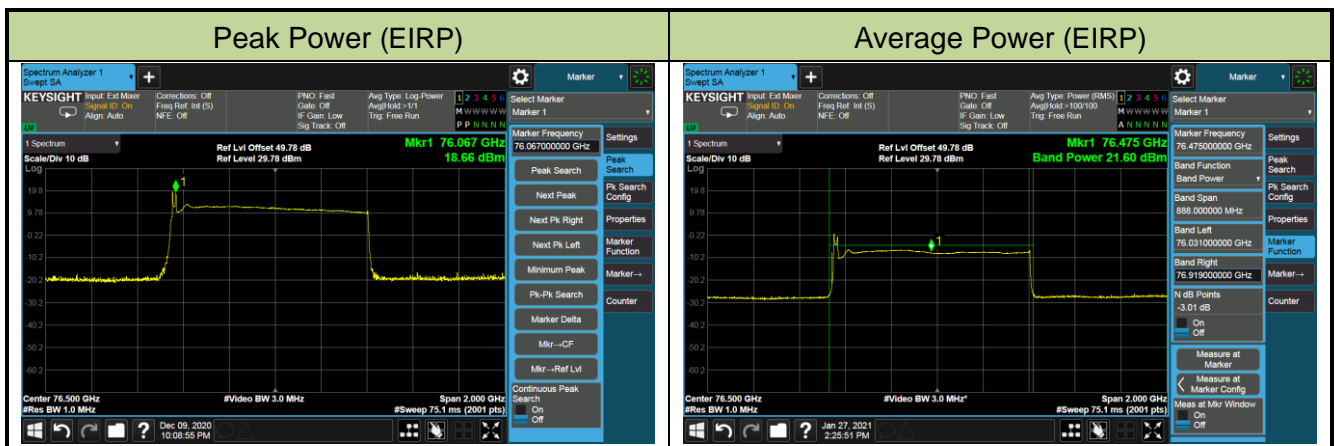 Peak Power (EIRP)
Average Power (EIRP)
Spectrum Analyzer 1
Swept SA
+
Marker
KEYSIGHT
Input: Ext Mixer
Signal ID: On
Align: Auto
Corrections: Off
Freq Ref: Int (S)
NFE: Off
PNO: Fast
Gate: Off
IF Gain: Low
Sig Track: Off
Avg Type: Log-Power
Avg|Hold:>1/1
Trig: Free Run
1 2 3 4 5 6
M W W W W W
P P N N N N
1 Spectrum
Scale/Div 10 dB
Log
Ref Lvl Offset 49.78 dB
Ref Level 29.78 dBm
Mkr1 76.067 GHz
18.66 dBm
1
19.8
9.78
-0.22
-10.2
-20.2
-30.2
-40.2
-50.2
-60.2
Center 76.500 GHz
#Res BW 1.0 MHz
#Video BW 3.0 MHz
Span 2.000 GHz
#Sweep 75.1 ms (2001 pts)
Select Marker
Marker 1
Marker Frequency
76.067000000 GHz
Peak Search
Next Peak
Next Pk Right
Next Pk Left
Minimum Peak
Pk-Pk Search
Marker Delta
Mkr→CF
Mkr→Ref Lvl
Continuous Peak
Search
On
Off
Settings
Peak
Search
Pk Search
Config
Properties
Marker
Function
Marker→
Counter
?
Dec 09, 2020
10:08:55 PM
Spectrum Analyzer 1
Swept SA
+
Marker
KEYSIGHT
Input: Ext Mixer
Signal ID: On
Align: Auto
Corrections: Off
Freq Ref: Int (S)
NFE: Off
PNO: Fast
Gate: Off
IF Gain: Low
Sig Track: Off
Avg Type: Power (RMS)
Avg|Hold:>100/100
Trig: Free Run
1 2 3 4 5 6
M W W W W W
A N N N N N
1 Spectrum
Scale/Div 10 dB
Log
Ref Lvl Offset 49.78 dB
Ref Level 29.78 dBm
Mkr1 76.475 GHz
Band Power 21.60 dBm
1
19.8
9.78
-0.22
-10.2
-20.2
-30.2
-40.2
-50.2
-60.2
Center 76.500 GHz
#Res BW 1.0 MHz
#Video BW 3.0 MHz*
Span 2.000 GHz
#Sweep 75.1 ms (2001 pts)
Select Marker
Marker 1
Marker Frequency
76.475000000 GHz
Band Function
Band Power
Band Span
888.000000 MHz
Band Left
76.031000000 GHz
Band Right
76.919000000 GHz
N dB Points
-3.01 dB
On
Off
Measure at
Marker
Measure at
Marker Config
Meas at Mkr Window
On
Off
Settings
Peak
Search
Pk Search
Config
Properties
Marker
Function
Marker→
Counter
?
Jan 27, 2021
2:25:51 PM